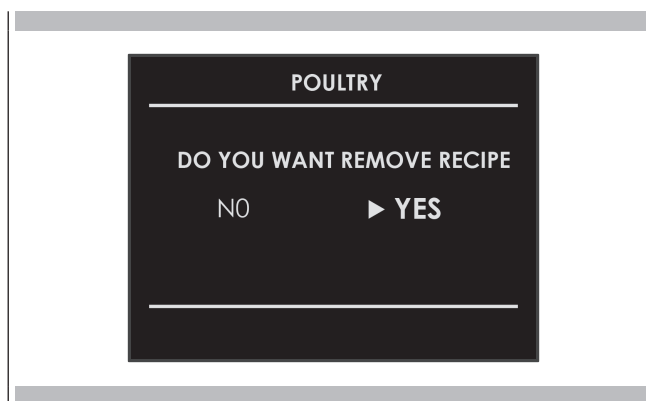 POULTRY
DO YOU WANT REMOVE RECIPE
N0 ▶ YES